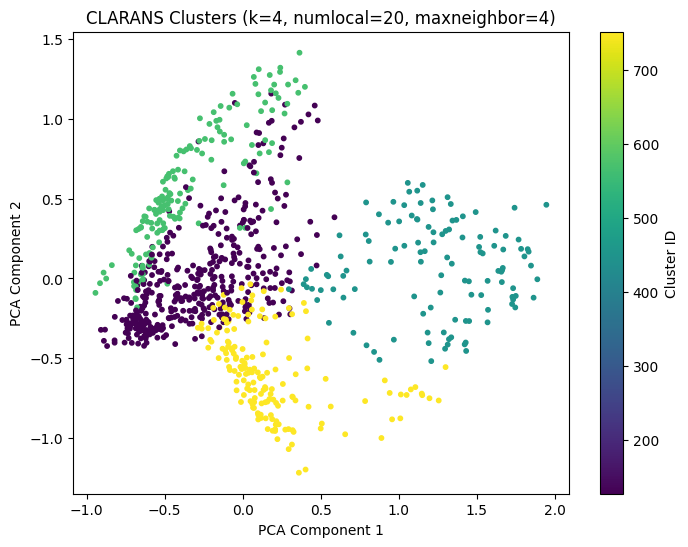 CLARANS Clusters (k=4, numlocal=20, maxneighbor=4)
1.5
1.0
0.5
0.0
−0.5
−1.0
PCA Component 2
−1.0 −0.5 0.0 0.5 1.0 1.5 2.0
PCA Component 1
700
600
500
400
300
200
Cluster ID